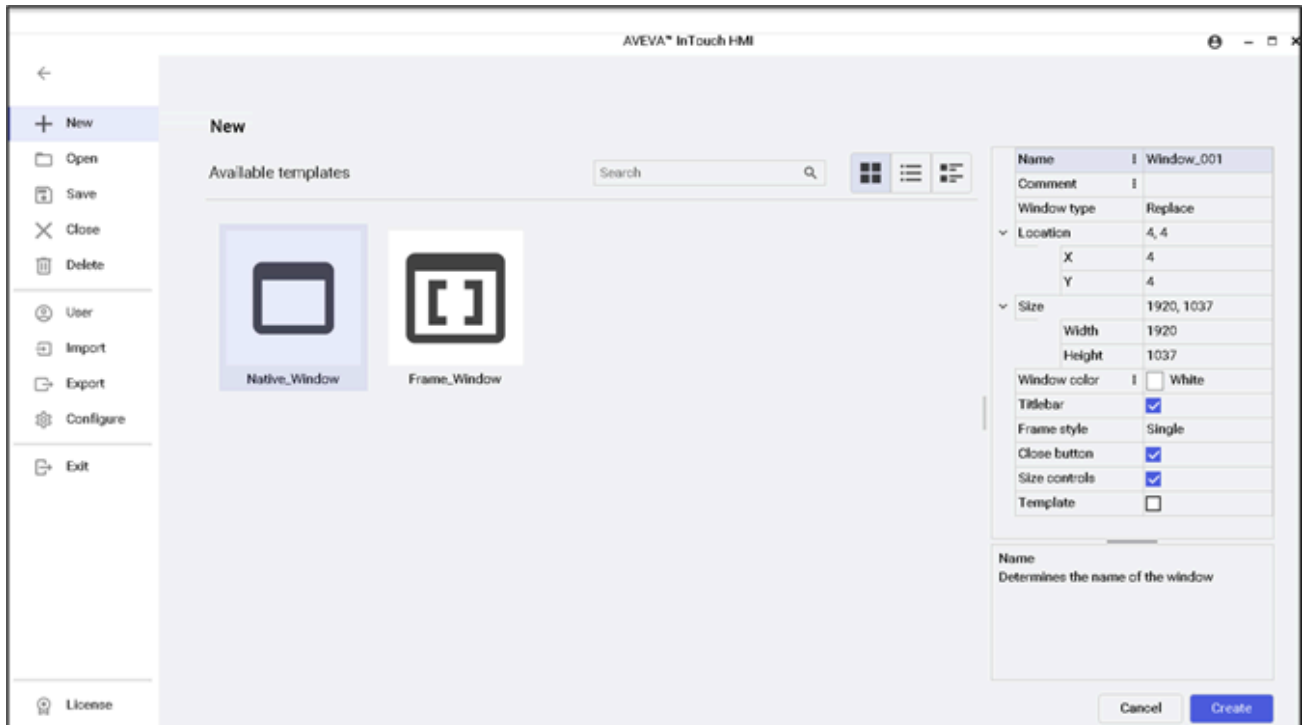 AVEVA™ InTouch HMI
New
Open
Save
Close
Delete
User
Import
Export
Configure
Exit
License
New
Available templates
Search
Native_Window
Frame_Window
Name Window_001
Comment
Window type Replace
Location 4, 4
X 4
Y 4
Size 1920, 1037
Width 1920
Height 1037
Window color White
Titlebar
Frame style Single
Close button
Size controls
Template
Name
Determines the name of the window
Cancel Create